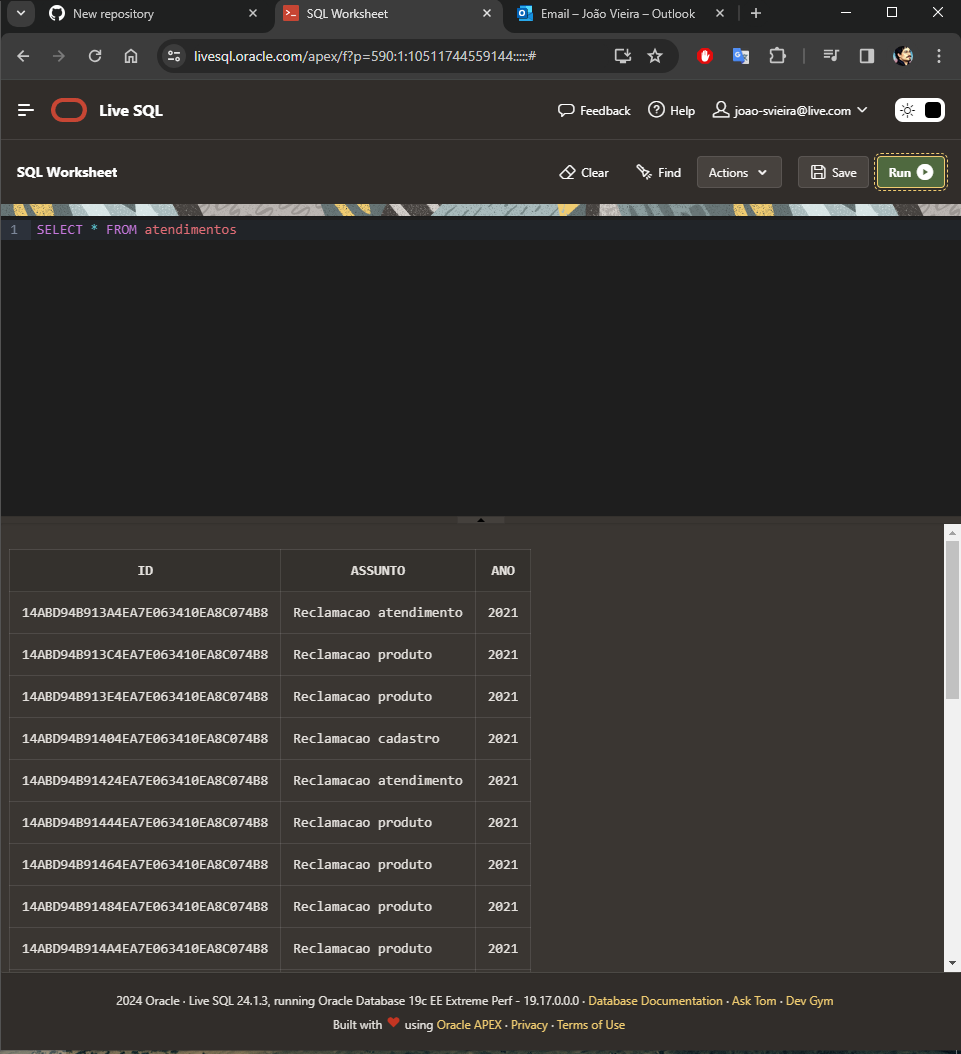 New repository
SQL Worksheet
Email – João Vieira – Outlook
livesql.oracle.com/apex/f?p=590:1:10511744559144:::::#
Live SQL
Feedback
Help
joao-svieira@live.com
SQL Worksheet
Clear
Find
Actions
Save
Run
1 SELECT * FROM atendimentos
ID ASSUNTO ANO
14ABD94B913A4EA7E063410EA8C074B8 Reclamacao atendimento 2021
14ABD94B913C4EA7E063410EA8C074B8 Reclamacao produto 2021
14ABD94B913E4EA7E063410EA8C074B8 Reclamacao produto 2021
14ABD94B91404EA7E063410EA8C074B8 Reclamacao cadastro 2021
14ABD94B91424EA7E063410EA8C074B8 Reclamacao atendimento 2021
14ABD94B91444EA7E063410EA8C074B8 Reclamacao produto 2021
14ABD94B91464EA7E063410EA8C074B8 Reclamacao produto 2021
14ABD94B91484EA7E063410EA8C074B8 Reclamacao produto 2021
14ABD94B914A4EA7E063410EA8C074B8 Reclamacao produto 2021
2024 Oracle · Live SQL 24.1.3, running Oracle Database 19c EE Extreme Perf - 19.17.0.0.0 · Database Documentation · Ask Tom · Dev Gym
Built with ❤ using Oracle APEX · Privacy · Terms of Use